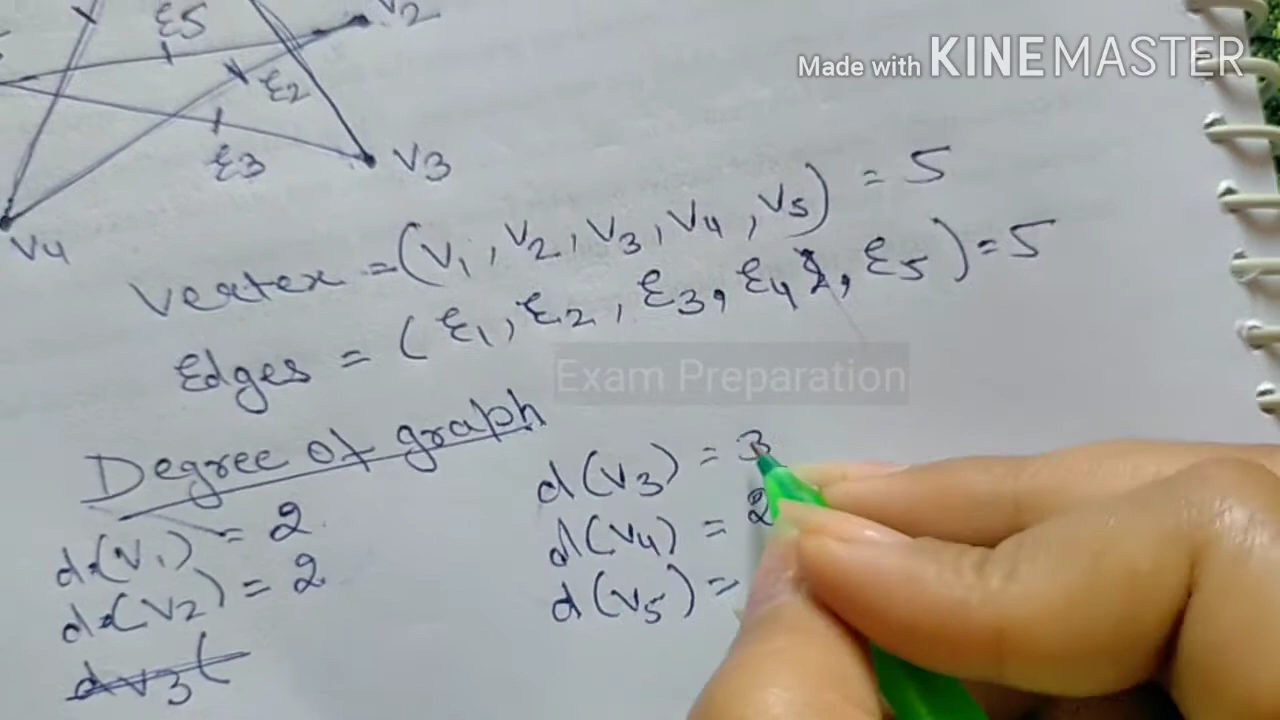 Made with KINEMASTER
ε5
V2
ε2
ε3
V3
V4
Vertex = (V1, V2, V3, V4, V5) = 5
Edges = (ε1, ε2, ε3, ε4, ε5) = 5
Exam Preparation
Degree of graph
d(V1) = 2
d(V2) = 2
dV3(
d(V3) =
d(V4) = 2
d(V5) =